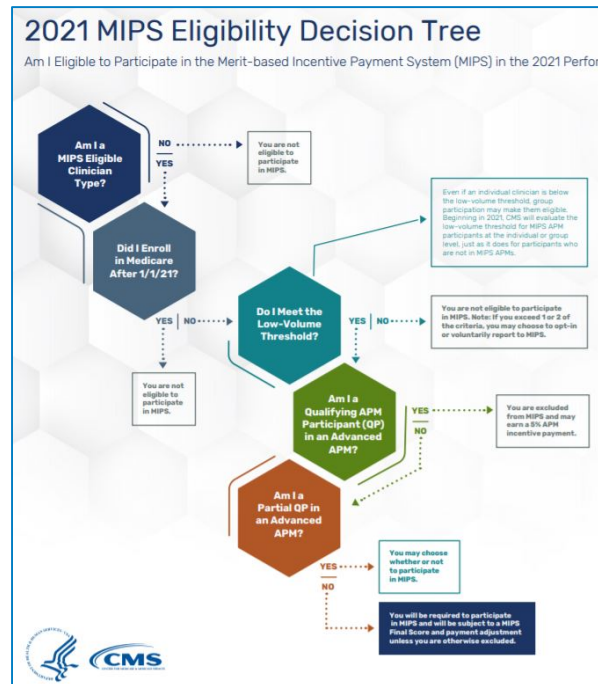 2021 MIPS Eligibility Decision Tree
Am I Eligible to Participate in the Merit-based Incentive Payment System (MIPS) in the 2021 Perfor
Am I a
MIPS Eligible
Clinician
Type?
NO
YES
You are not
eligible to
participate
in MIPS.
Did I Enroll
in Medicare
After 1/1/21?
YES | NO
You are not
eligible to
participate
in MIPS.
Even if an individual clinician is below
the low-volume threshold, group
participation may make them eligible.
Beginning in 2021, CMS will evaluate the
low-volume threshold for MIPS APM
participants at the individual or group
level, just as it does for participants who
are not in MIPS APMs.
Do I Meet the
Low-Volume
Threshold?
YES | NO
You are not eligible to participate
in MIPS. Note: If you exceed 1 or 2 of
the criteria, you may choose to opt-in
or voluntarily report to MIPS.
Am I a
Qualifying APM
Participant (QP)
in an Advanced
APM?
YES
NO
You are excluded
from MIPS and may
earn a 5% APM
incentive payment.
Am I a
Partial QP in
an Advanced
APM?
YES
NO
You may choose
whether or not
to participate
in MIPS.
You will be required to participate
in MIPS and will be subject to a MIPS
Final Score and payment adjustment
unless you are otherwise excluded.
CMS